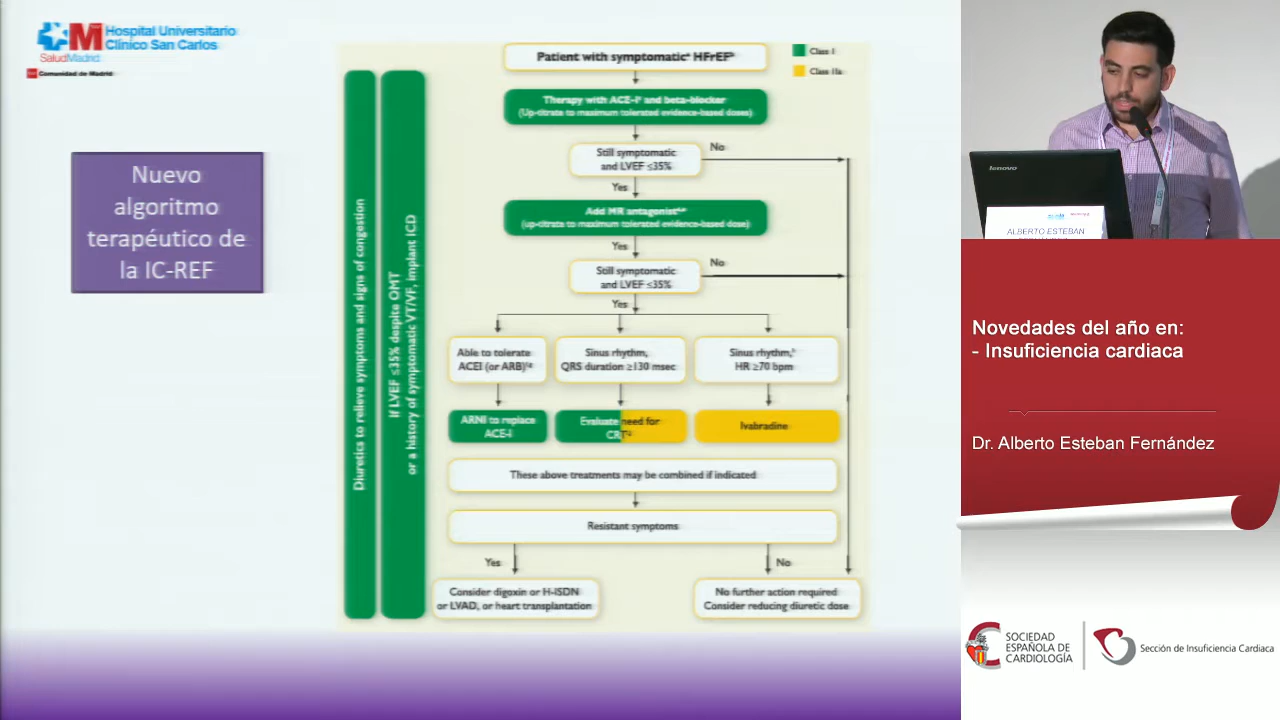 Hospital Universitario
Clínico San Carlos
SaludMadrid
Comunidad de Madrid
Nuevo
algoritmo
terapéutico de
la IC-REF
Patient with symptomatic HFrEF
Class I
Class IIa
Therapy with ACE-I and beta-blocker
(Up-titrate to maximum tolerated evidence-based doses)
Still symptomatic
and LVEF ≤35%
No
Yes
Add MR antagonist
(up-titrate to maximum tolerated evidence-based dose)
Yes
Still symptomatic
and LVEF ≤35%
No
Yes
Diuretics to relieve symptoms and signs of congestion
If LVEF ≤35% despite OMT
or a history of symptomatic VT/VF, implant ICD
Able to tolerate
ACEI (or ARB)
Sinus rhythm,
QRS duration ≥130 msec
Sinus rhythm,
HR ≥70 bpm
ARNI to replace
ACE-I
Evaluate need for
CRT
Ivabradine
These above treatments may be combined if indicated
Resistant symptoms
Yes
No
Consider digoxin or H-ISDN
or LVAD, or heart transplantation
No further action required
Consider reducing diuretic dose
lenovo
ALBERTO ESTEBAN
Novedades del año en:
- Insuficiencia cardiaca
Dr. Alberto Esteban Fernández
SOCIEDAD
ESPAÑOLA DE
CARDIOLOGÍA
Sección de Insuficiencia Cardiaca